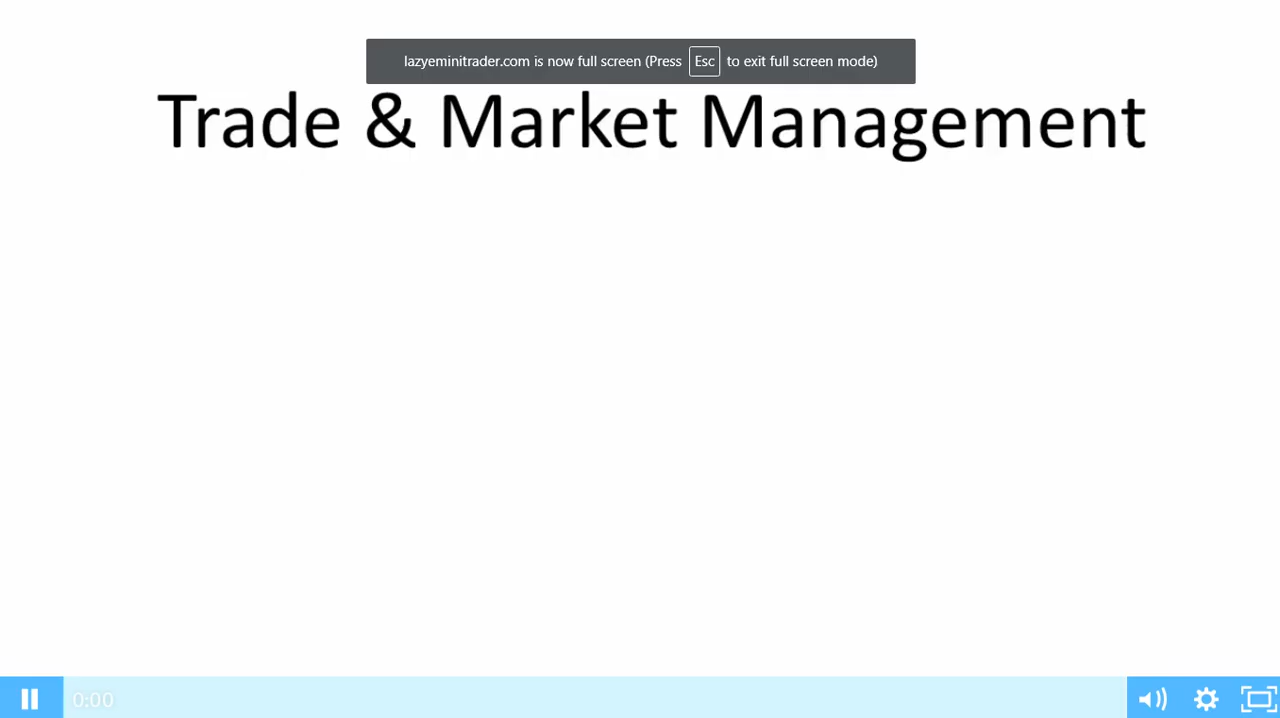 lazyeminitrader.com is now full screen (Press Esc to exit full screen mode)
Trade & Market Management
0:00